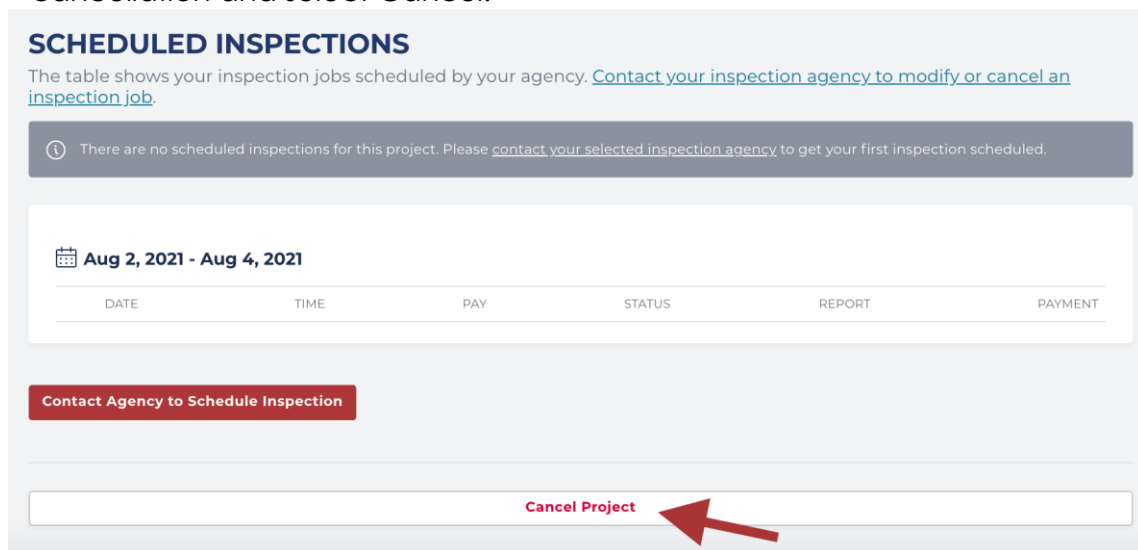 SCHEDULED INSPECTIONS
The table shows your inspection jobs scheduled by your agency. Contact your inspection agency to modify or cancel an
inspection job.
There are no scheduled inspections for this project. Please contact your selected inspection agency to get your first inspection scheduled.
Aug 2, 2021 - Aug 4, 2021
DATE TIME PAY STATUS REPORT PAYMENT
Contact Agency to Schedule Inspection
Cancel Project